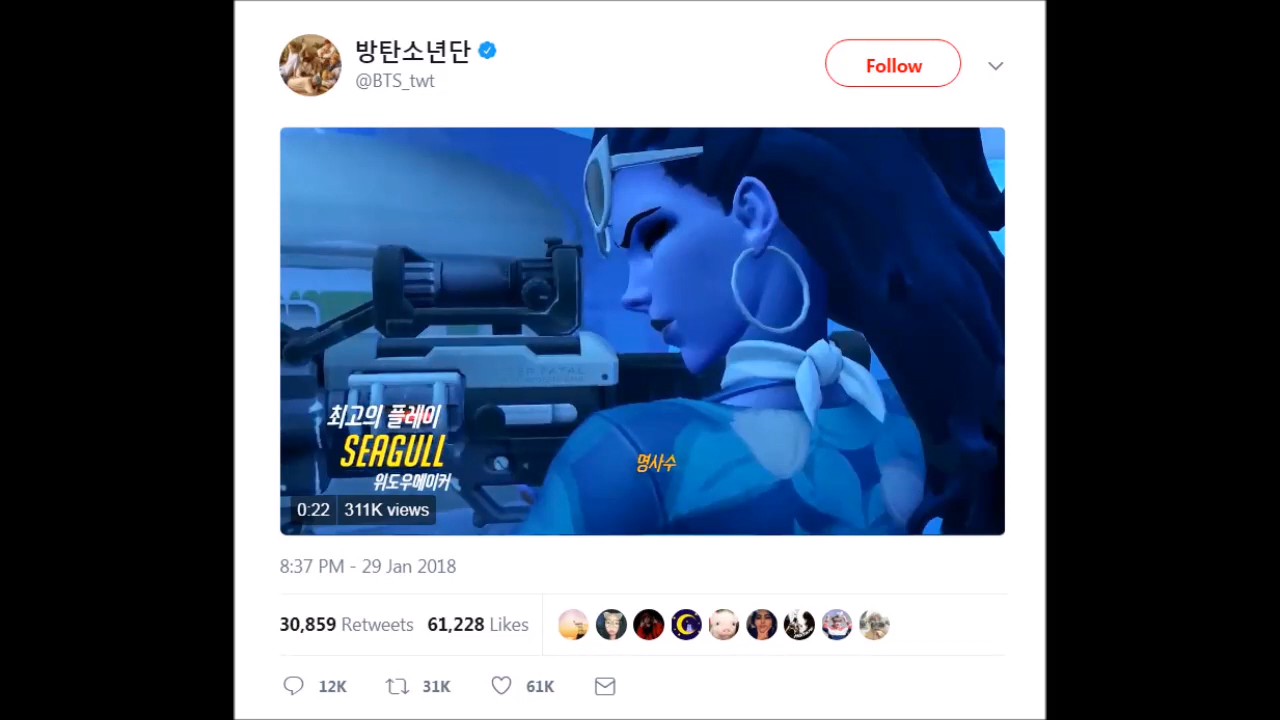 방탄소년단
@BTS_twt
Follow
최고의 플레이
SEAGULL
위도우메이커
명사수
0:22 311K views
8:37 PM - 29 Jan 2018
30,859 Retweets 61,228 Likes
12K 31K 61K